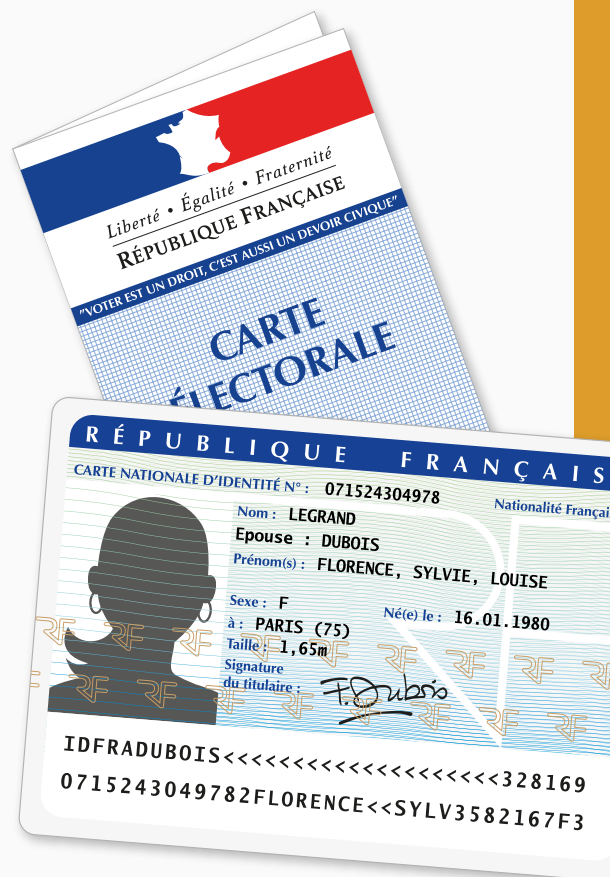 Liberté • Égalité • Fraternité
RÉPUBLIQUE FRANÇAISE
"VOTER EST UN DROIT, C'EST AUSSI UN DEVOIR CIVIQUE"
CARTE
ÉLECTORALE
RÉPUBLIQUE FRANÇAIS
CARTE NATIONALE D'IDENTITÉ N° : 071524304978 Nationalité Françai
Nom : LEGRAND
Epouse : DUBOIS
Prénom(s) : FLORENCE, SYLVIE, LOUISE
Sexe : F Né(e) le : 16.01.1980
à : PARIS (75)
Taille : 1,65m
Signature
du titulaire : F.Dubois
IDFRADUBOIS<<<<<<<<<<<<<<<<<<<<328169
0715243049782FLORENCE<<SYLV3582167F3